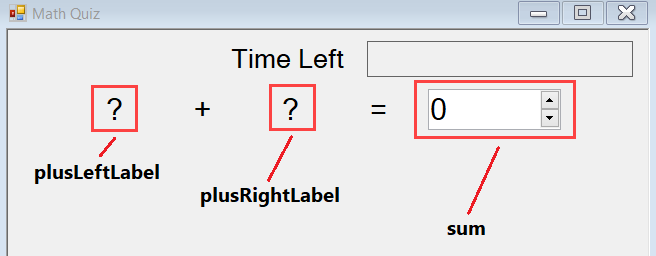 Math Quiz
Time Left
? + ? = 0
plusLeftLabel
plusRightLabel
sum